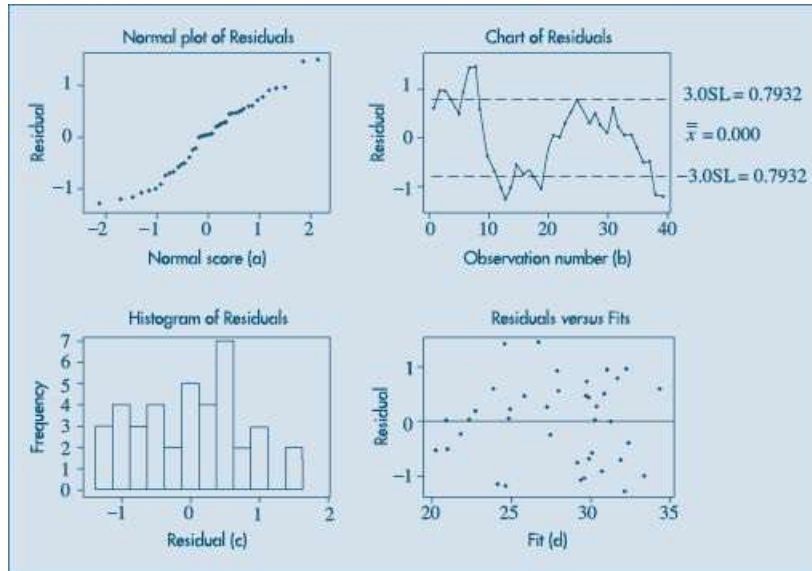 Normal plot of Residuals
Residual
1
0
−1
−2 −1 0 1 2
Normal score (a)
Chart of Residuals
Residual
1
0
−1
0 10 20 30 40
Observation number (b)
3.0SL = 0.7932
x̿ = 0.000
−3.0SL = 0.7932
Histogram of Residuals
Frequency
7
6
5
4
3
2
1
0
−1 0 1 2
Residual (c)
Residuals versus Fits
Residual
1
0
−1
20 25 30 35
Fit (d)